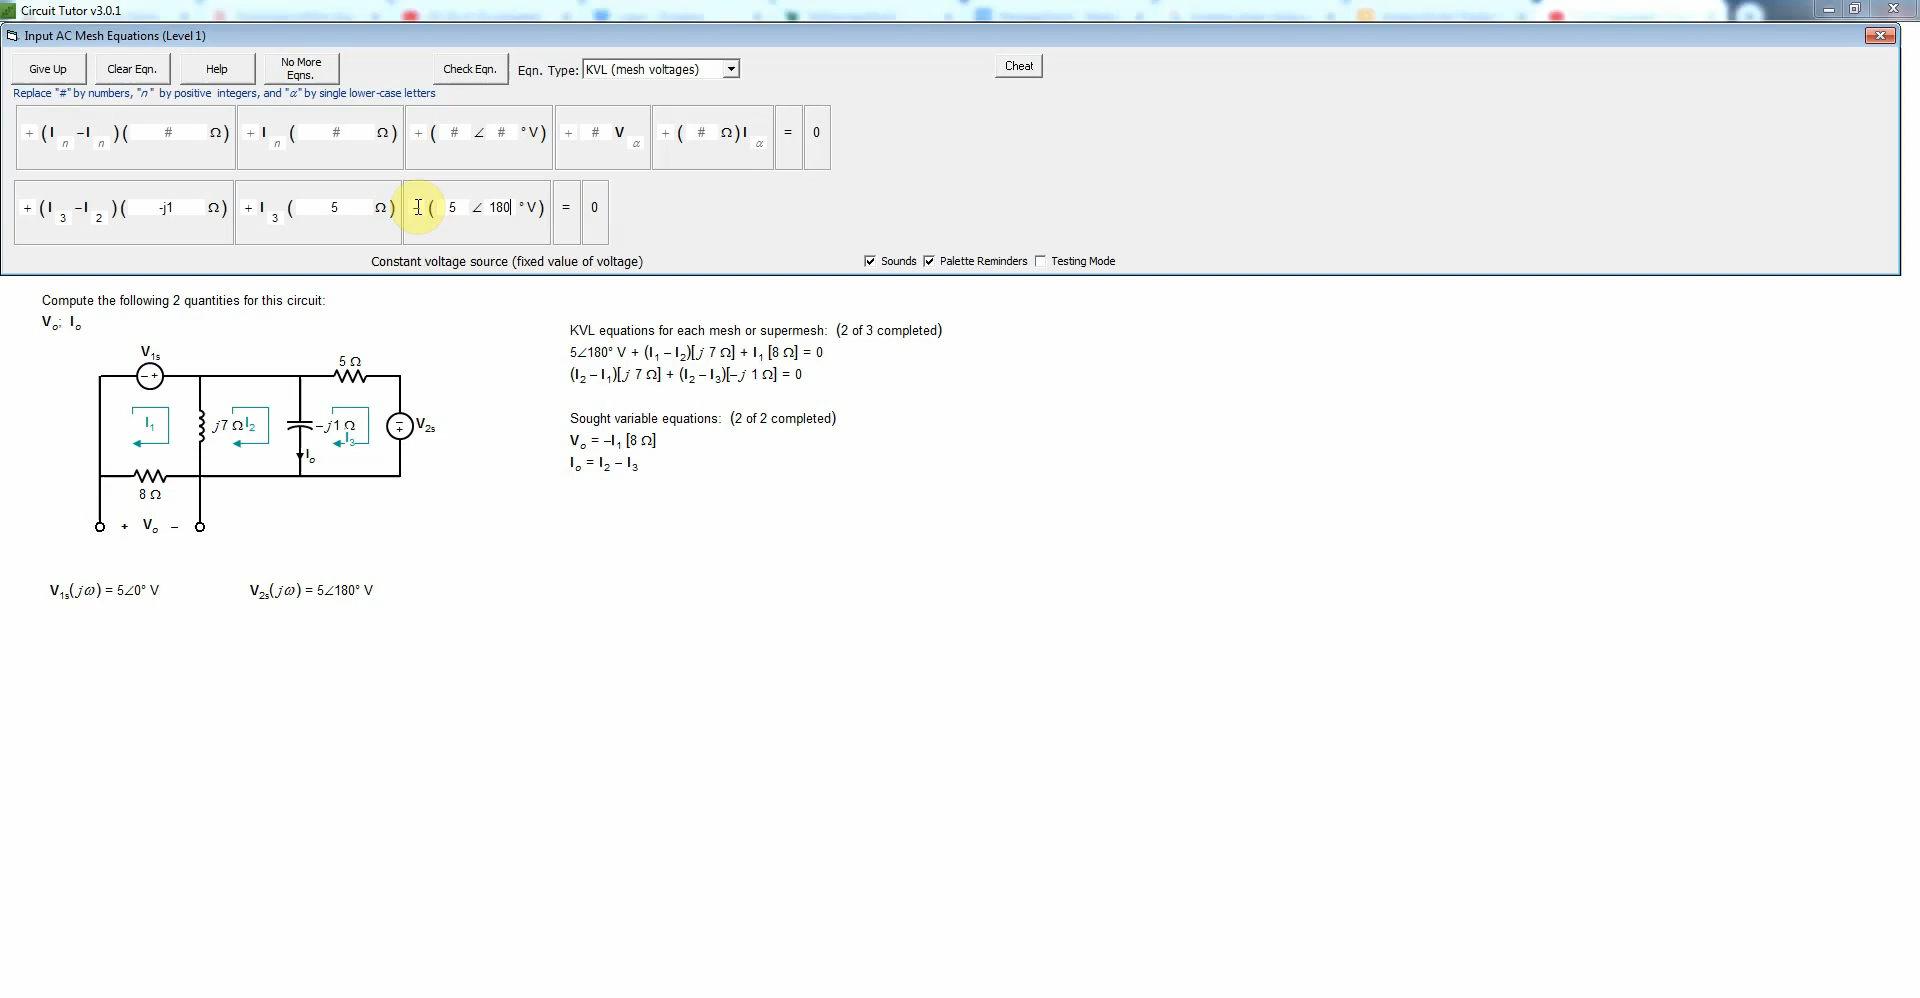 Circuit Tutor v3.0.1
Input AC Mesh Equations (Level 1)
Give Up
Clear Eqn.
Help
No More Eqns.
Check Eqn.
Eqn. Type: KVL (mesh voltages)
Cheat
Replace "#" by numbers, "n" by positive integers, and "α" by single lower-case letters
+ (I n - I n )( # Ω) + I n ( # Ω) + ( # ∠ # ° V) + # V α + ( # Ω) I α = 0
+ (I 3 - I 2 )( -j1 Ω) + I 3 ( 5 Ω) - ( 5 ∠ 180 ° V) = 0
Constant voltage source (fixed value of voltage)
Sounds
Palette Reminders
Testing Mode
Compute the following 2 quantities for this circuit:
Vo; Io
V1s
- +
5 Ω
I1
j7 Ω
I2
-j1 Ω
I3
- +
V2s
Io
8 Ω
+ Vo −
V1s(jω) = 5∠0° V
V2s(jω) = 5∠180° V
KVL equations for each mesh or supermesh: (2 of 3 completed)
5∠180° V + (I1 – I2)[j 7 Ω] + I1 [8 Ω] = 0
(I2 – I1)[j 7 Ω] + (I2 – I3)[–j 1 Ω] = 0
Sought variable equations: (2 of 2 completed)
Vo = –I1 [8 Ω]
Io = I2 – I3